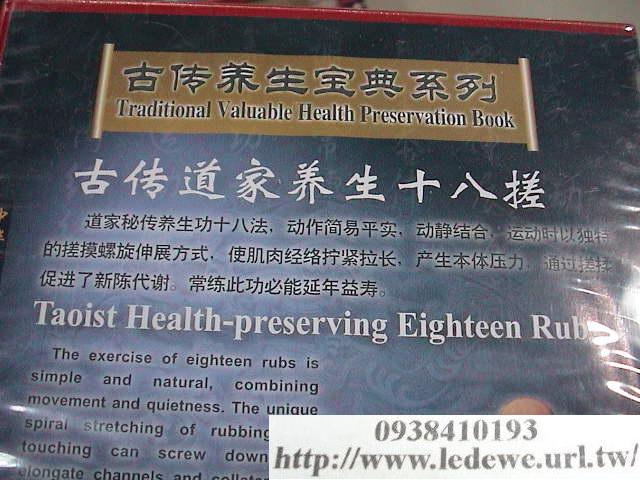 古传养生宝典系列
Traditional Valuable Health Preservation Book
古传道家养生十八搓
道家秘传养生功十八法，动作简易平实，动静结合，运动时以独特
的搓摸螺旋伸展方式，使肌肉经络拧紧拉长，产生本体压力，通过搓揉
促进了新陈代谢。常练此功必能延年益寿。
Taoist Health-preserving Eighteen Rubs
The exercise of eighteen rubs is
simple and natural, combining
movement and quietness. The unique
spiral stretching of rubbing
touching can screw down
elongate channels and
0938410193
http://www.ledewe.url.tw/